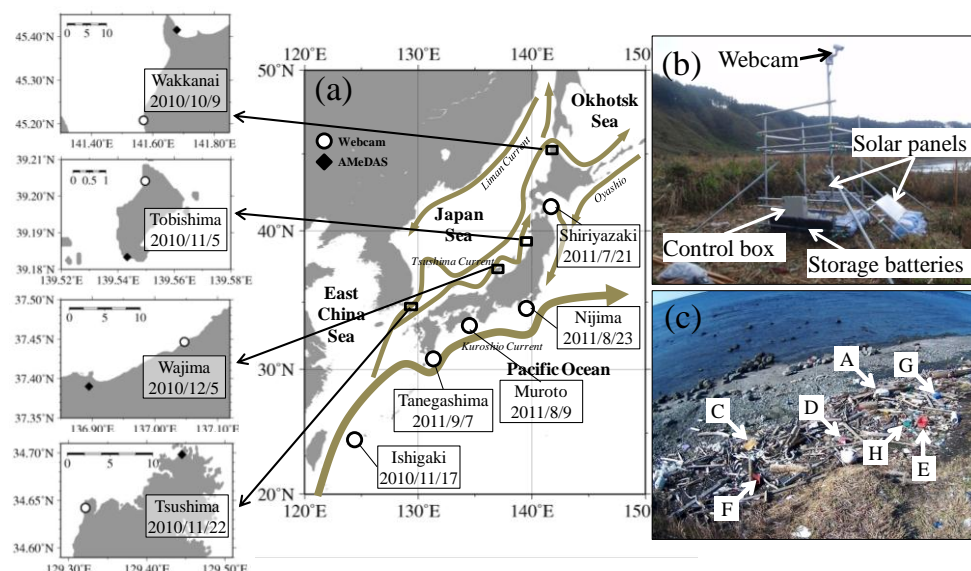 0 5 10
45.40°N
45.30°N
45.20°N
Wakkanai
2010/10/9
141.40°E 141.60°E 141.80°E
39.21°N
39.20°N
39.19°N
39.18°N
0 0.5 1
Tobishima
2010/11/5
39.52°E 139.54°E 139.56°E 139.58°E
37.50°N
37.45°N
37.40°N
37.35°N
0 5 10
Wajima
2010/12/5
136.90°E 137.00°E 137.10°E
34.70°N
34.65°N
34.60°N
0 5 10
Tsushima
2010/11/22
129.30°E 129.40°E 129.50°E
120°E 130°E 140°E 150°E
50°N
40°N
30°N
20°N
(a)
Webcam
AMeDAS
Okhotsk
Sea
Liman Current
Oyashio
Japan
Sea
Shiriyazaki
2011/7/21
Tsushima Current
East
China
Sea
Nijima
2011/8/23
Kuroshio Current
Pacific Ocean
Tanegashima
2011/9/7
Muroto
2011/8/9
Ishigaki
2010/11/17
120°E 130°E 140°E 150°E
(b)
Webcam
Solar panels
Control box
Storage batteries
(c)
A
G
C
D
H
E
F